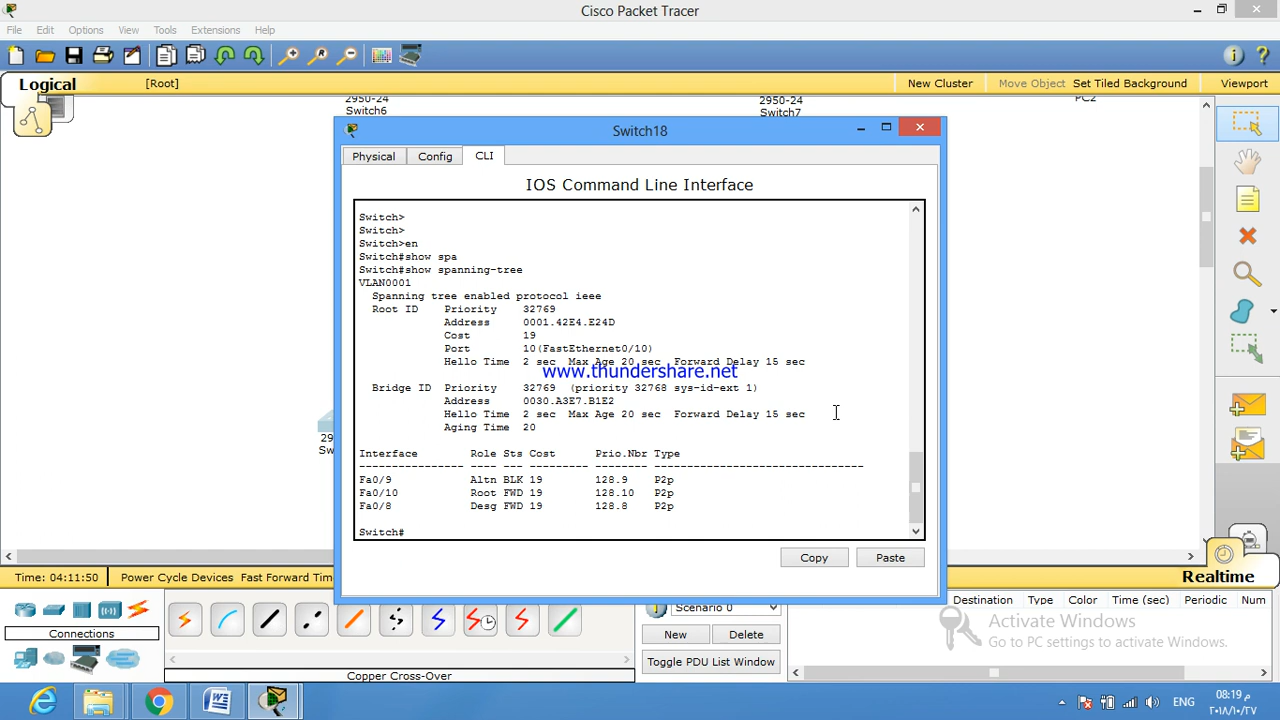 Cisco Packet Tracer
File Edit Options View Tools Extensions Help
Logical [Root] New Cluster Move Object Set Tiled Background Viewport
2950-24
Switch6
2950-24
Switch7
PC2
Switch18
Physical Config CLI
IOS Command Line Interface
Switch>
Switch>
Switch>en
Switch#show spa
Switch#show spanning-tree
VLAN0001
Spanning tree enabled protocol ieee
Root ID Priority 32769
Address 0001.42E4.E24D
Cost 19
Port 10(FastEthernet0/10)
Hello Time 2 sec Max Age 20 sec Forward Delay 15 sec
www.thundershare.net
Bridge ID Priority 32769 (priority 32768 sys-id-ext 1)
Address 0030.A3E7.B1E2
Hello Time 2 sec Max Age 20 sec Forward Delay 15 sec
Aging Time 20
Interface Role Sts Cost Prio.Nbr Type
---------------- ---- --- --------- -------- --------------------------------
Fa0/9 Altn BLK 19 128.9 P2p
Fa0/10 Root FWD 19 128.10 P2p
Fa0/8 Desg FWD 19 128.8 P2p
Switch#
Copy Paste
29
Sw
Time: 04:11:50 Power Cycle Devices Fast Forward Tim
Realtime
Connections
Copper Cross-Over
Scenario 0
New Delete
Toggle PDU List Window
Destination Type Color Time (sec) Periodic Num
Activate Windows
Go to PC settings to activate Windows.
ENG
08:19 م
٢٠١٨/١٠/٢٧